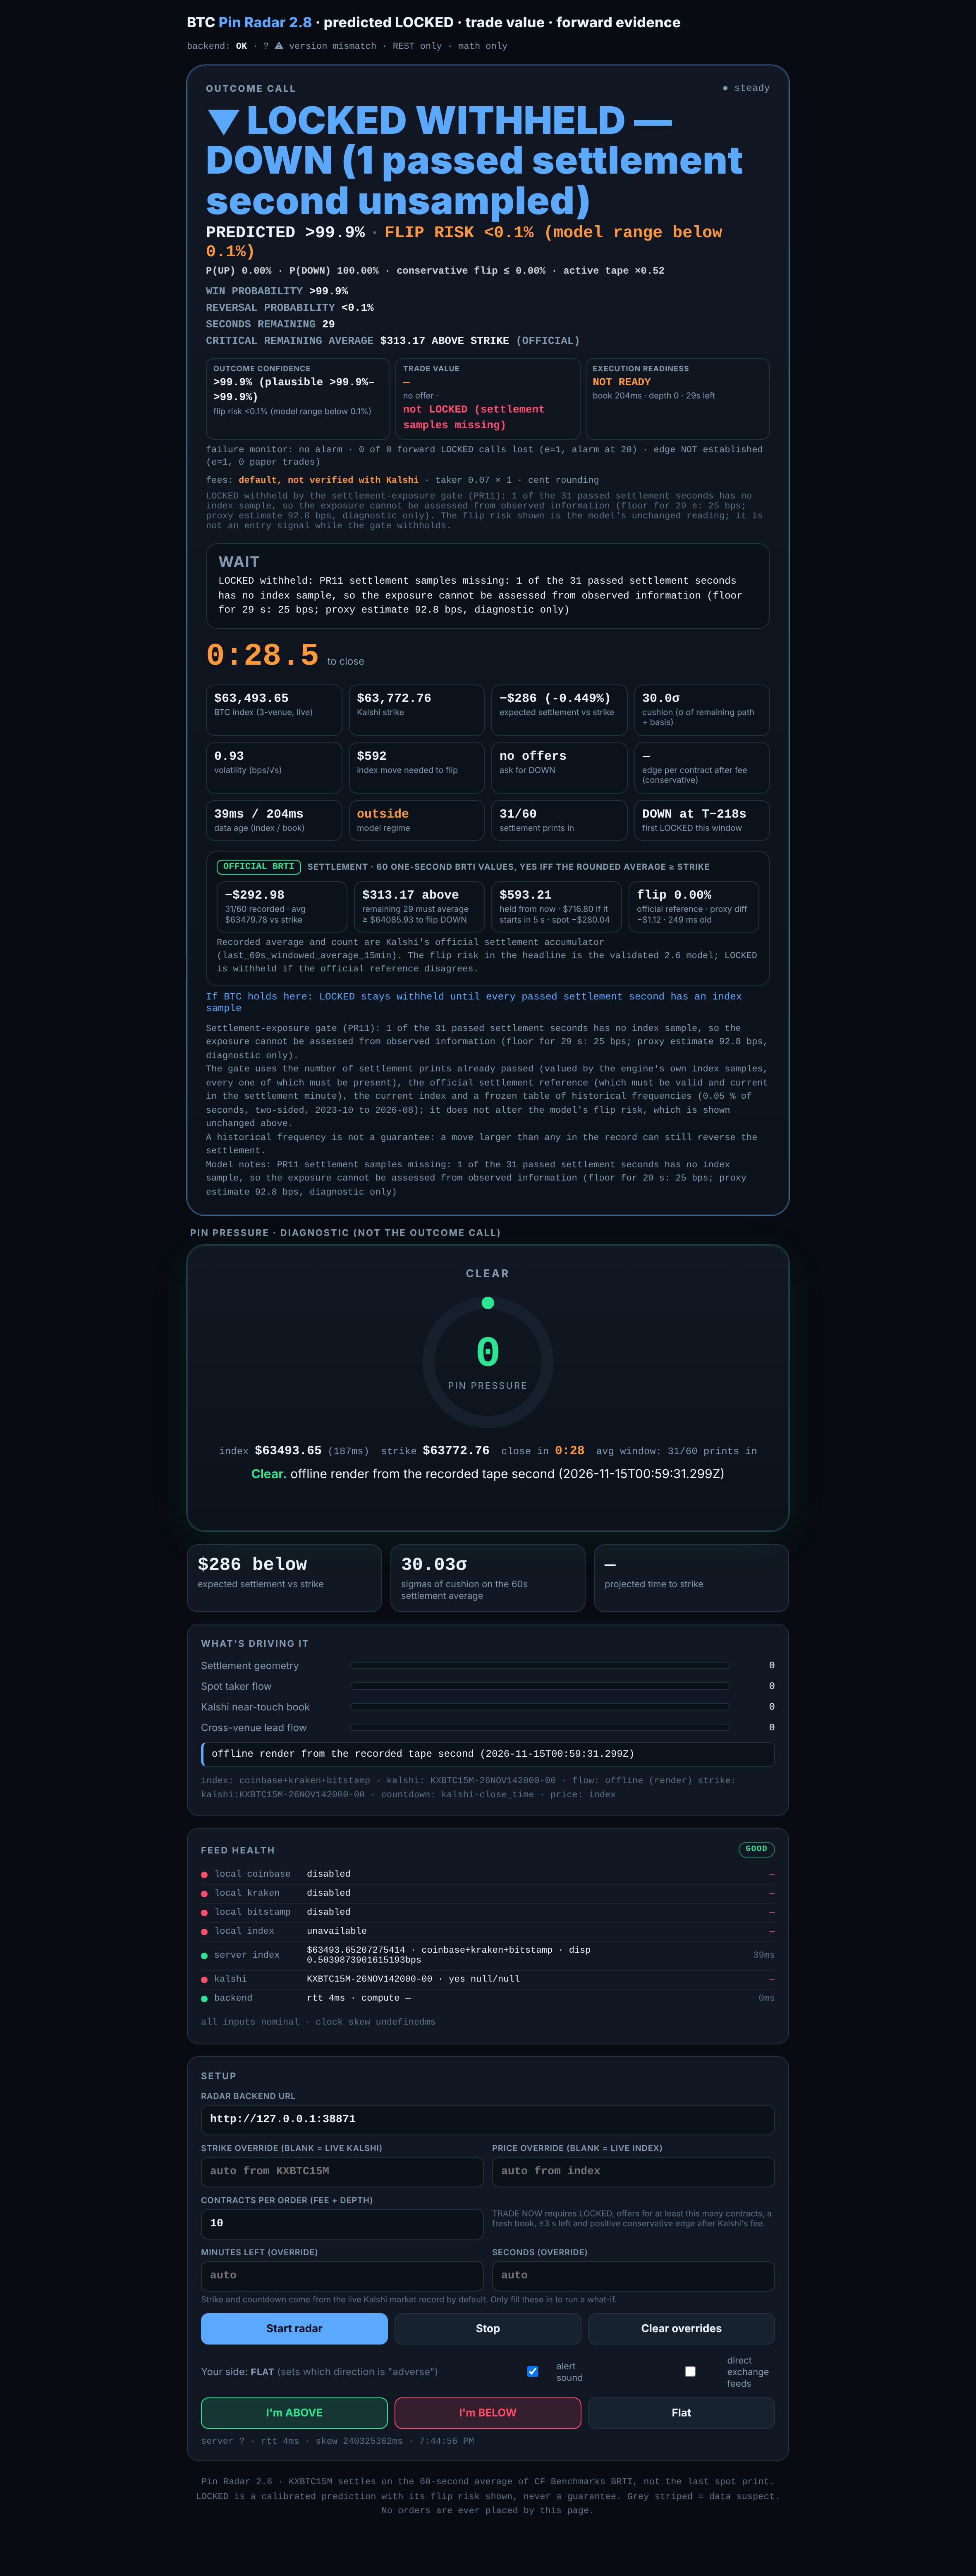 BTC Pin Radar 2.8 · predicted LOCKED · trade value · forward evidence
backend: OK · ? ⚠ version mismatch · REST only · math only
OUTCOME CALL
● steady
▼LOCKED WITHHELD —
DOWN (1 passed settlement
second unsampled)
PREDICTED >99.9% · FLIP RISK <0.1% (model range below
0.1%)
P(UP) 0.00% · P(DOWN) 100.00% · conservative flip ≤ 0.00% · active tape ×0.52
WIN PROBABILITY >99.9%
REVERSAL PROBABILITY <0.1%
SECONDS REMAINING 29
CRITICAL REMAINING AVERAGE $313.17 ABOVE STRIKE (OFFICIAL)
OUTCOME CONFIDENCE
>99.9% (plausible >99.9%–
>99.9%)
flip risk <0.1% (model range below 0.1%)
TRADE VALUE
—
no offer ·
not LOCKED (settlement
samples missing)
EXECUTION READINESS
NOT READY
book 204ms · depth 0 · 29s left
failure monitor: no alarm · 0 of 0 forward LOCKED calls lost (e=1, alarm at 20) · edge NOT established
(e=1, 0 paper trades)
fees: default, not verified with Kalshi · taker 0.07 × 1 · cent rounding
LOCKED withheld by the settlement-exposure gate (PR11): 1 of the 31 passed settlement seconds has no
index sample, so the exposure cannot be assessed from observed information (floor for 29 s: 25 bps;
proxy estimate 92.8 bps, diagnostic only). The flip risk shown is the model's unchanged reading; it is
not an entry signal while the gate withholds.
WAIT
LOCKED withheld: PR11 settlement samples missing: 1 of the 31 passed settlement seconds
has no index sample, so the exposure cannot be assessed from observed information (floor
for 29 s: 25 bps; proxy estimate 92.8 bps, diagnostic only)
0:28.5 to close
$63,493.65
BTC index (3-venue, live)
$63,772.76
Kalshi strike
−$286 (-0.449%)
expected settlement vs strike
30.0σ
cushion (σ of remaining path
+ basis)
0.93
volatility (bps/√s)
$592
index move needed to flip
no offers
ask for DOWN
—
edge per contract after fee
(conservative)
39ms / 204ms
data age (index / book)
outside
model regime
31/60
settlement prints in
DOWN at T−218s
first LOCKED this window
OFFICIAL BRTI SETTLEMENT · 60 ONE-SECOND BRTI VALUES, YES IFF THE ROUNDED AVERAGE ≥ STRIKE
−$292.98
31/60 recorded · avg
$63479.78 vs strike
$313.17 above
remaining 29 must average
≥ $64085.93 to flip DOWN
$593.21
held from now · $716.80 if it
starts in 5 s · spot −$280.04
flip 0.00%
official reference · proxy diff
−$1.12 · 249 ms old
Recorded average and count are Kalshi's official settlement accumulator
(last_60s_windowed_average_15min). The flip risk in the headline is the validated 2.6 model; LOCKED
is withheld if the official reference disagrees.
If BTC holds here: LOCKED stays withheld until every passed settlement second has an index
sample
Settlement-exposure gate (PR11): 1 of the 31 passed settlement seconds has no index sample, so the
exposure cannot be assessed from observed information (floor for 29 s: 25 bps; proxy estimate 92.8 bps,
diagnostic only).
The gate uses the number of settlement prints already passed (valued by the engine's own index samples,
every one of which must be present), the official settlement reference (which must be valid and current
in the settlement minute), the current index and a frozen table of historical frequencies (0.05 % of
seconds, two-sided, 2023-10 to 2026-08); it does not alter the model's flip risk, which is shown
unchanged above.
A historical frequency is not a guarantee: a move larger than any in the record can still reverse the
settlement.
Model notes: PR11 settlement samples missing: 1 of the 31 passed settlement seconds has no index
sample, so the exposure cannot be assessed from observed information (floor for 29 s: 25 bps; proxy
estimate 92.8 bps, diagnostic only)
PIN PRESSURE · DIAGNOSTIC (NOT THE OUTCOME CALL)
CLEAR
0
PIN PRESSURE
index $63493.65 (187ms) strike $63772.76 close in 0:28 avg window: 31/60 prints in
Clear. offline render from the recorded tape second (2026-11-15T00:59:31.299Z)
$286 below
expected settlement vs strike
30.03σ
sigmas of cushion on the 60s
settlement average
—
projected time to strike
WHAT'S DRIVING IT
Settlement geometry 0
Spot taker flow 0
Kalshi near-touch book 0
Cross-venue lead flow 0
offline render from the recorded tape second (2026-11-15T00:59:31.299Z)
index: coinbase+kraken+bitstamp · kalshi: KXBTC15M-26NOV142000-00 · flow: offline (render) strike:
kalshi:KXBTC15M-26NOV142000-00 · countdown: kalshi-close_time · price: index
FEED HEALTH
GOOD
local coinbase disabled —
local kraken disabled —
local bitstamp disabled —
local index unavailable —
server index $63493.65207275414 · coinbase+kraken+bitstamp · disp
0.5039873901615193bps 39ms
kalshi KXBTC15M-26NOV142000-00 · yes null/null —
backend rtt 4ms · compute — 0ms
all inputs nominal · clock skew undefinedms
SETUP
RADAR BACKEND URL
http://127.0.0.1:38871
STRIKE OVERRIDE (BLANK = LIVE KALSHI)
auto from KXBTC15M
PRICE OVERRIDE (BLANK = LIVE INDEX)
auto from index
CONTRACTS PER ORDER (FEE + DEPTH)
10
TRADE NOW requires LOCKED, offers for at least this many contracts, a
fresh book, ≥3 s left and positive conservative edge after Kalshi's fee.
MINUTES LEFT (OVERRIDE)
auto
SECONDS (OVERRIDE)
auto
Strike and countdown come from the live Kalshi market record by default. Only fill these in to run a what-if.
Start radar
Stop
Clear overrides
Your side: FLAT (sets which direction is "adverse")
alert
sound
direct
exchange
feeds
I'm ABOVE
I'm BELOW
Flat
server ? · rtt 4ms · skew 240325362ms · 7:44:56 PM
Pin Radar 2.8 · KXBTC15M settles on the 60-second average of CF Benchmarks BRTI, not the last spot print.
LOCKED is a calibrated prediction with its flip risk shown, never a guarantee. Grey striped = data suspect.
No orders are ever placed by this page.